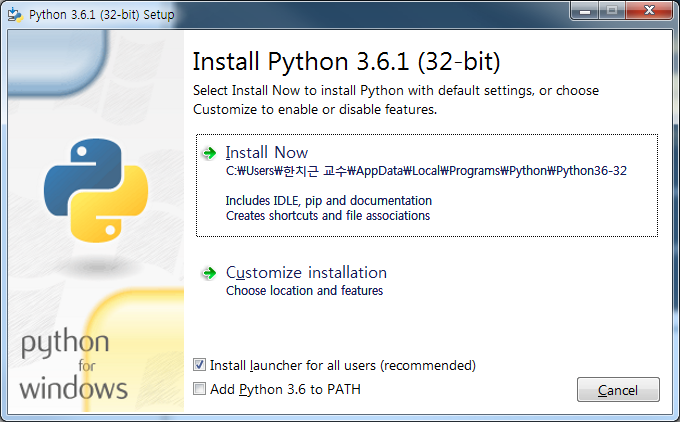 Python 3.6.1 (32-bit) Setup
Install Python 3.6.1 (32-bit)
Select Install Now to install Python with default settings, or choose
Customize to enable or disable features.
Install Now
C:₩Users₩한치근 교수₩AppData₩Local₩Programs₩Python₩Python36-32
Includes IDLE, pip and documentation
Creates shortcuts and file associations
Customize installation
Choose location and features
python
for
windows
Install launcher for all users (recommended)
Add Python 3.6 to PATH
Cancel